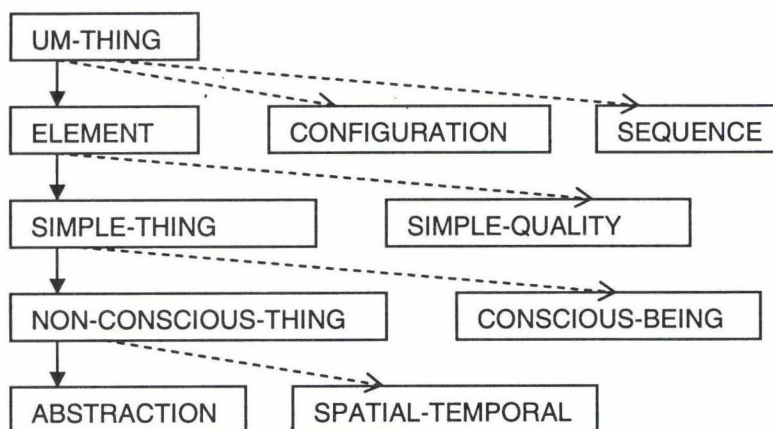 UM-THING
ELEMENT CONFIGURATION SEQUENCE
SIMPLE-THING SIMPLE-QUALITY
NON-CONSCIOUS-THING CONSCIOUS-BEING
ABSTRACTION SPATIAL-TEMPORAL